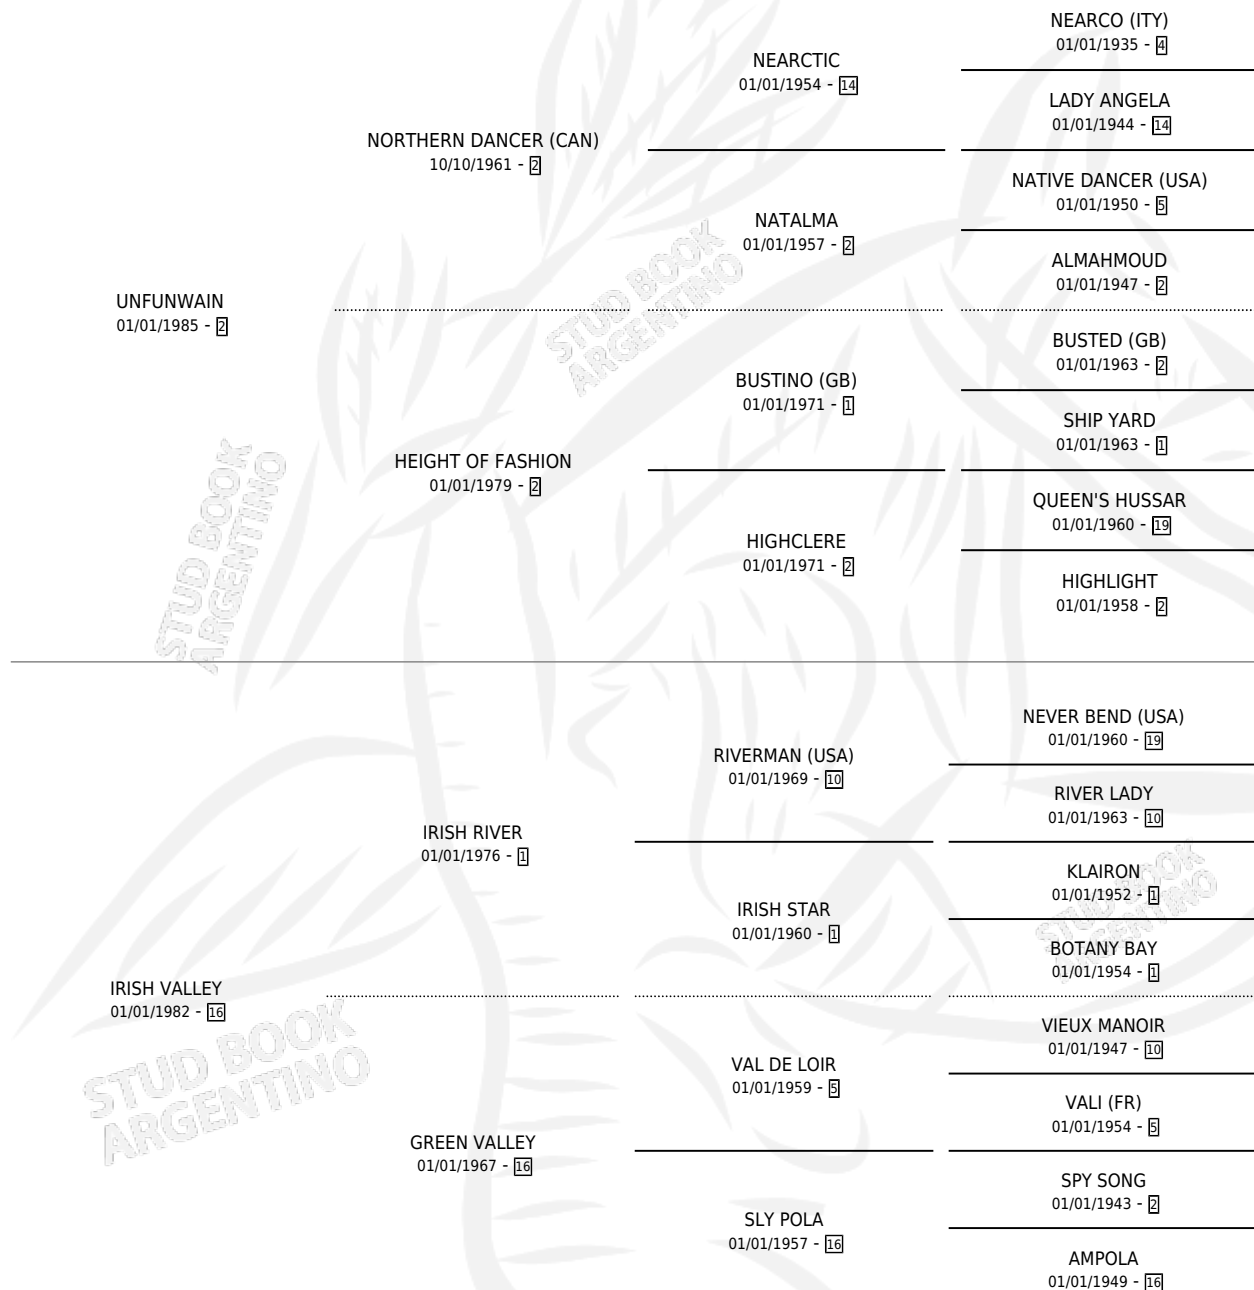 NEARCO (ITY)
01/01/1935 - 4
NEARCTIC
01/01/1954 - 14
LADY ANGELA
01/01/1944 - 14
NORTHERN DANCER (CAN)
10/10/1961 - 2
NATIVE DANCER (USA)
01/01/1950 - 5
NATALMA
01/01/1957 - 2
ALMAHMOUD
01/01/1947 - 2
UNFUNWAIN
01/01/1985 - 2
STUD BOOK
ARGENTINO
BUSTED (GB)
01/01/1963 - 2
BUSTINO (GB)
01/01/1971 - 1
SHIP YARD
01/01/1963 - 1
HEIGHT OF FASHION
01/01/1979 - 2
QUEEN'S HUSSAR
01/01/1960 - 19
HIGHCLERE
01/01/1971 - 2
HIGHLIGHT
01/01/1958 - 2
STUD BOOK
ARGENTINO
NEVER BEND (USA)
01/01/1960 - 19
RIVERMAN (USA)
01/01/1969 - 10
RIVER LADY
01/01/1963 - 10
IRISH RIVER
01/01/1976 - 1
KLAIRON
01/01/1952 - 1
IRISH STAR
01/01/1960 - 1
BOTANY BAY
01/01/1954 - 1
STUD BOOK
ARGENTINO
IRISH VALLEY
01/01/1982 - 16
VIEUX MANOIR
01/01/1947 - 10
VAL DE LOIR
01/01/1959 - 5
VALI (FR)
01/01/1954 - 5
GREEN VALLEY
01/01/1967 - 16
SPY SONG
01/01/1943 - 2
SLY POLA
01/01/1957 - 16
AMPOLA
01/01/1949 - 16
STUD BOOK
ARGENTINO